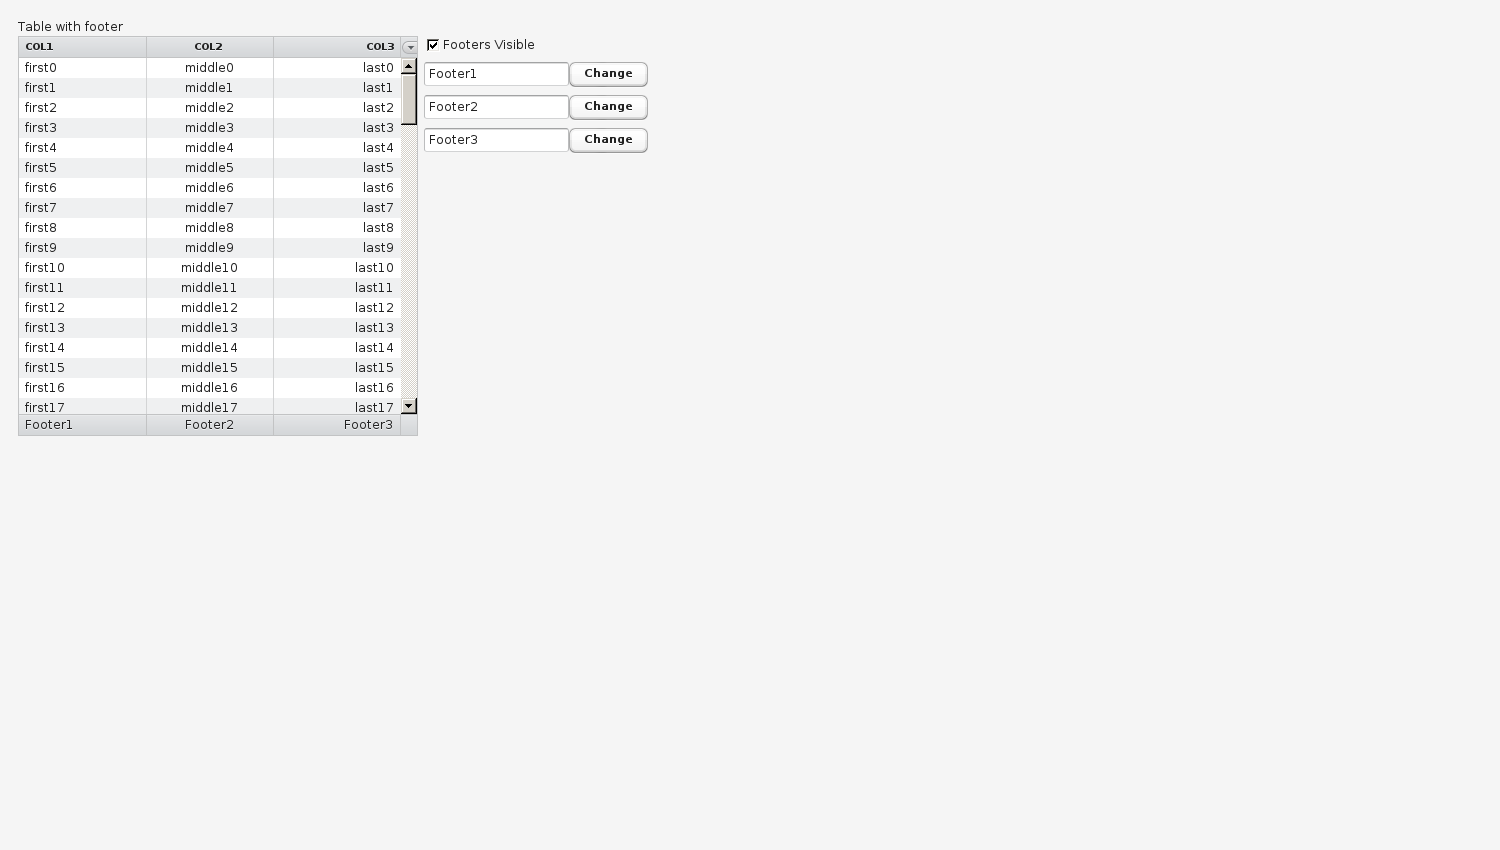 Table with footer
COL1 COL2 COL3
first0 middle0 last0
first1 middle1 last1
first2 middle2 last2
first3 middle3 last3
first4 middle4 last4
first5 middle5 last5
first6 middle6 last6
first7 middle7 last7
first8 middle8 last8
first9 middle9 last9
first10 middle10 last10
first11 middle11 last11
first12 middle12 last12
first13 middle13 last13
first14 middle14 last14
first15 middle15 last15
first16 middle16 last16
first17 middle17 last17
Footer1 Footer2 Footer3
Footers Visible
Footer1 Change
Footer2 Change
Footer3 Change